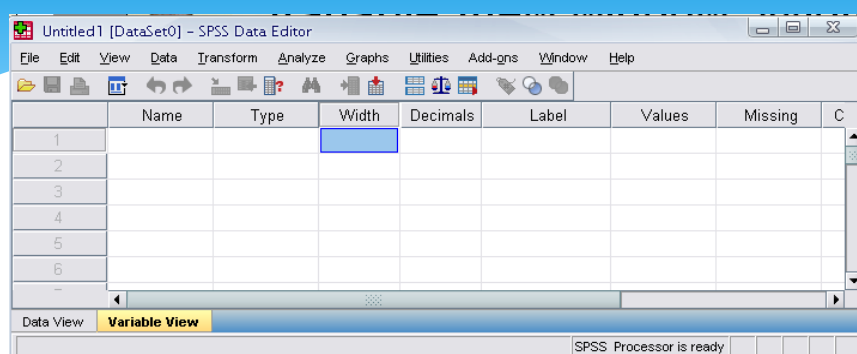 Untitled1 [DataSet0] - SPSS Data Editor
File Edit View Data Transform Analyze Graphs Utilities Add-ons Window Help
Name Type Width Decimals Label Values Missing C
1
2
3
4
5
6
Data View Variable View
SPSS Processor is ready